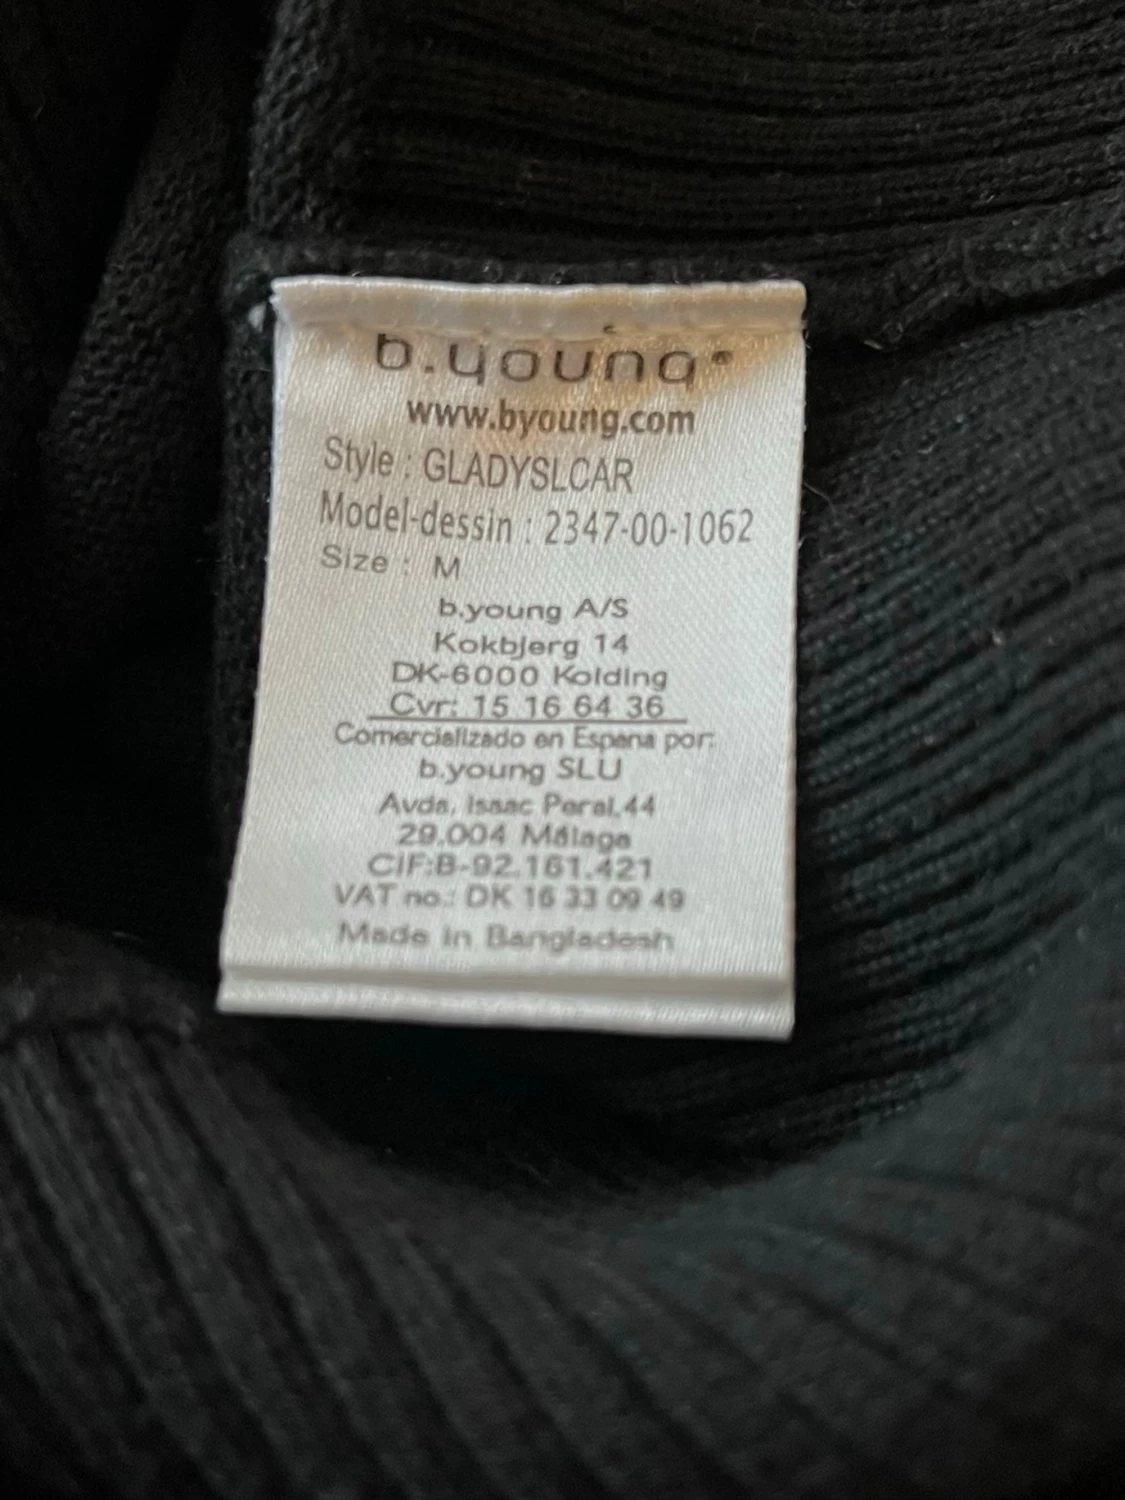 b.young®
www.byoung.com
Style : GLADYSLCAR
Model-dessin : 2347-00-1062
Size : M
b.young A/S
Kokbjerg 14
DK-6000 Kolding
Cvr: 15 16 64 36
Comercializado en Espana por:
b.young SLU
Avda. Isaac Peral,44
29.004 Málaga
CIF:B-92.161.421
VAT no.: DK 16 33 09 49
Made in Bangladesh